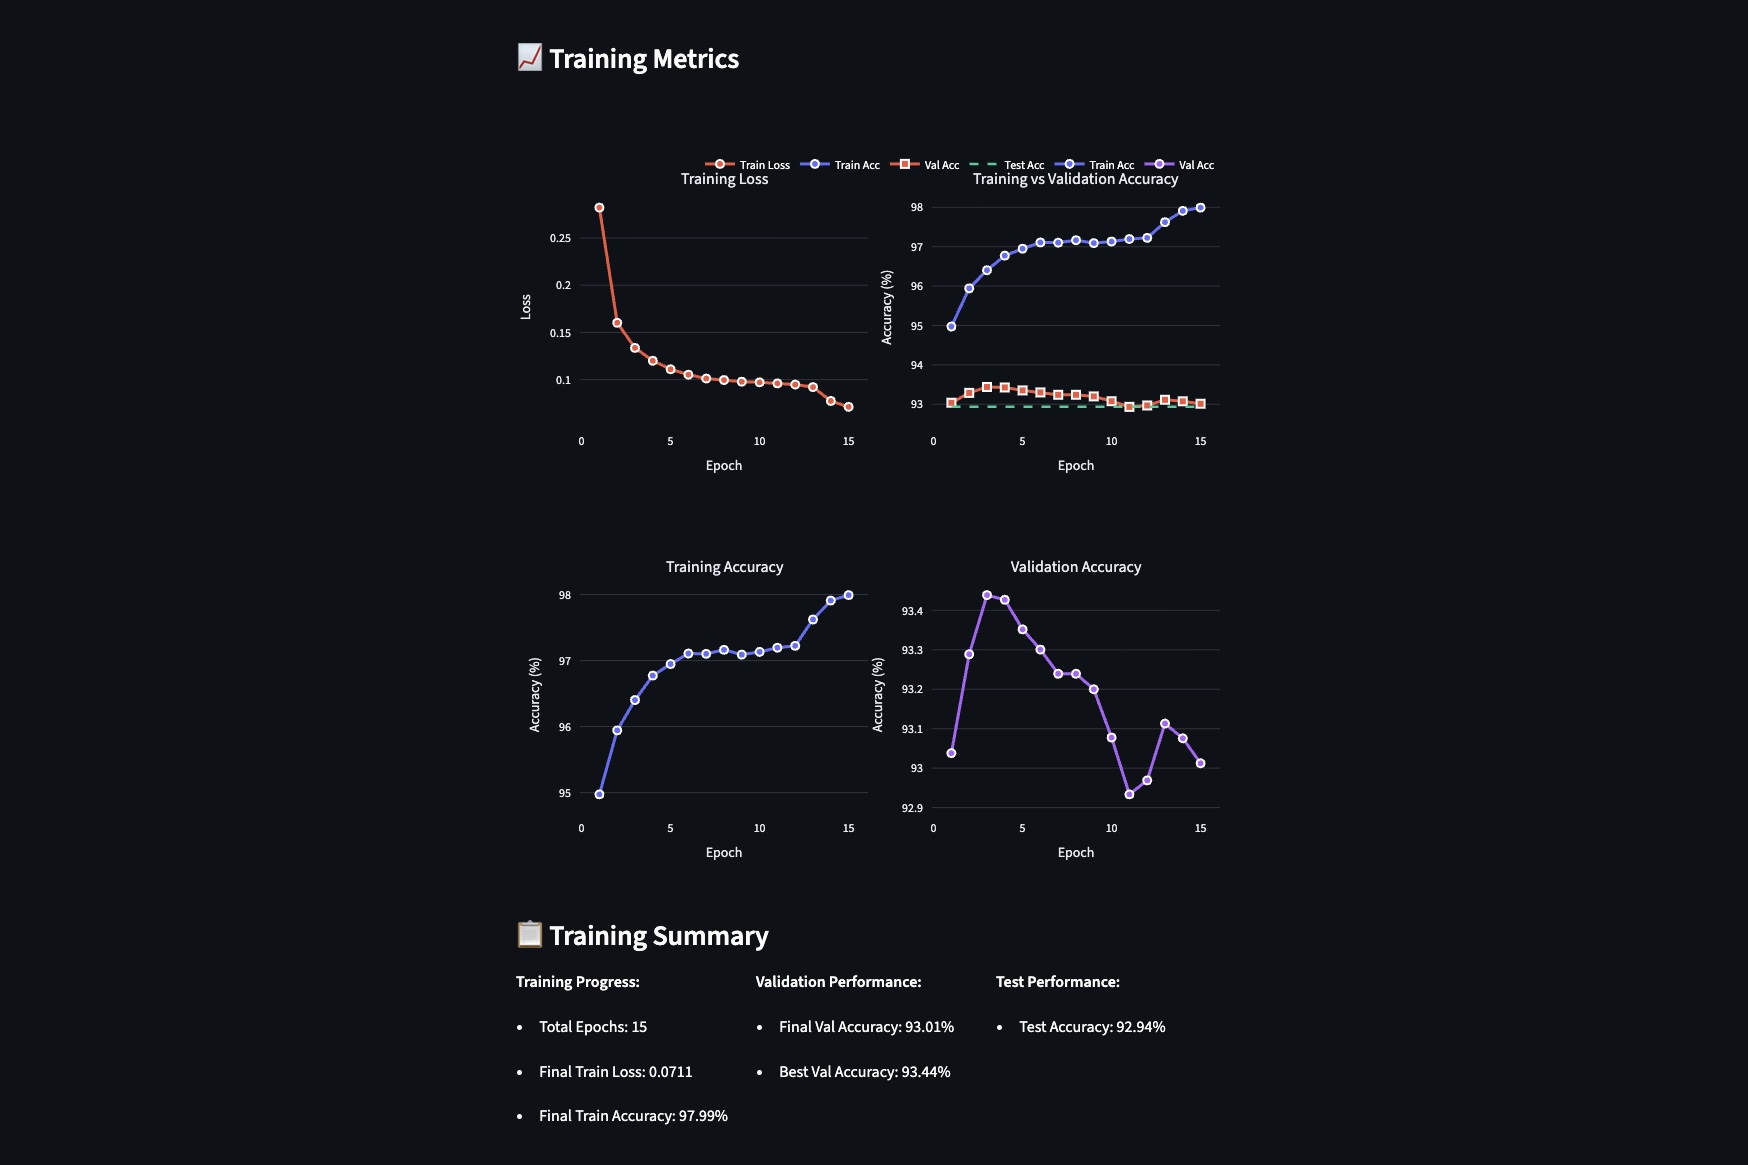 Training Metrics
Train Loss Train Acc Val Acc Test Acc Train Acc Val Acc
Training Loss
0.25
0.2
0.15
0.1
Loss
0 5 10 15
Epoch
Training vs Validation Accuracy
98
97
96
95
94
93
Accuracy (%)
0 5 10 15
Epoch
Training Accuracy
98
97
96
95
Accuracy (%)
0 5 10 15
Epoch
Validation Accuracy
93.4
93.3
93.2
93.1
93
92.9
Accuracy (%)
0 5 10 15
Epoch
Training Summary
Training Progress:
Total Epochs: 15
Final Train Loss: 0.0711
Final Train Accuracy: 97.99%
Validation Performance:
Final Val Accuracy: 93.01%
Best Val Accuracy: 93.44%
Test Performance:
Test Accuracy: 92.94%